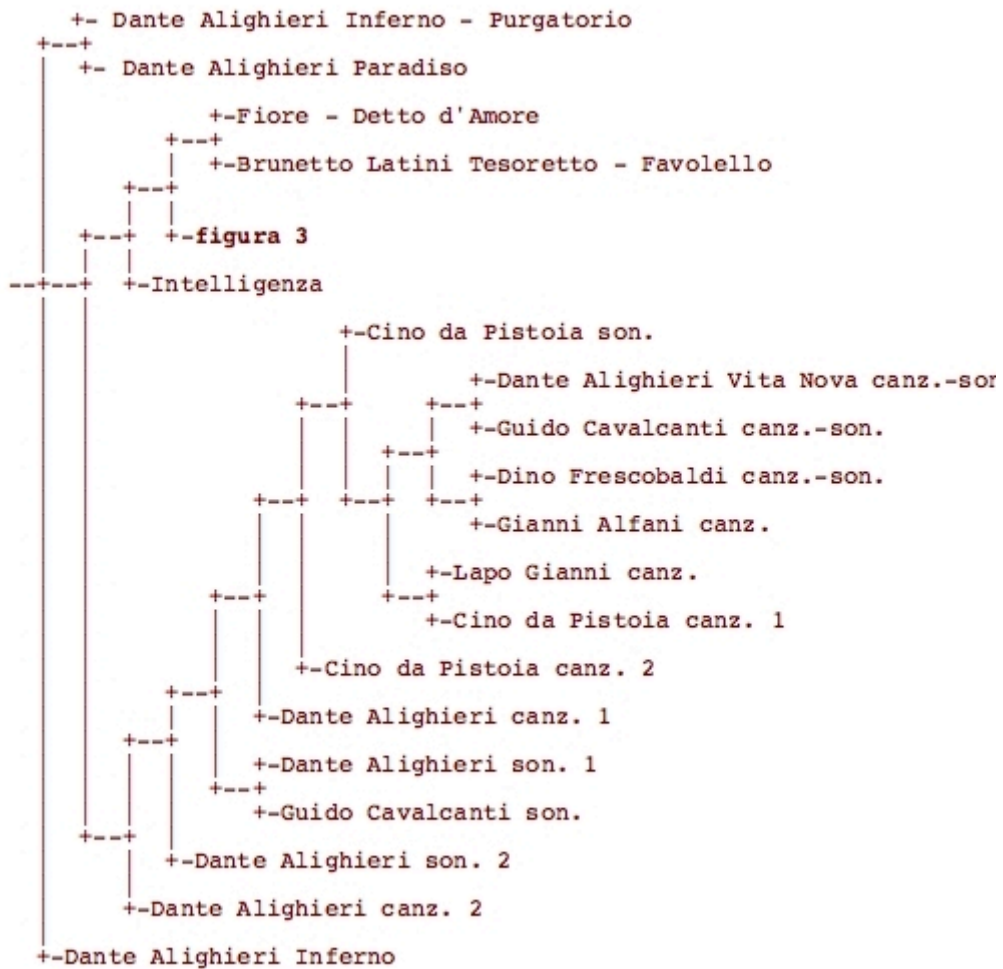 Dante Alighieri Inferno - Purgatorio
Dante Alighieri Paradiso
Fiore - Detto d'Amore
Brunetto Latini Tesoretto - Favolello
figura 3
Intelligenza
Cino da Pistoia son.
Dante Alighieri Vita Nova canz.-son
Guido Cavalcanti canz.-son.
Dino Frescobaldi canz.-son.
Gianni Alfani canz.
Lapo Gianni canz.
Cino da Pistoia canz. 1
Cino da Pistoia canz. 2
Dante Alighieri canz. 1
Dante Alighieri son. 1
Guido Cavalcanti son.
Dante Alighieri son. 2
Dante Alighieri canz. 2
Dante Alighieri Inferno